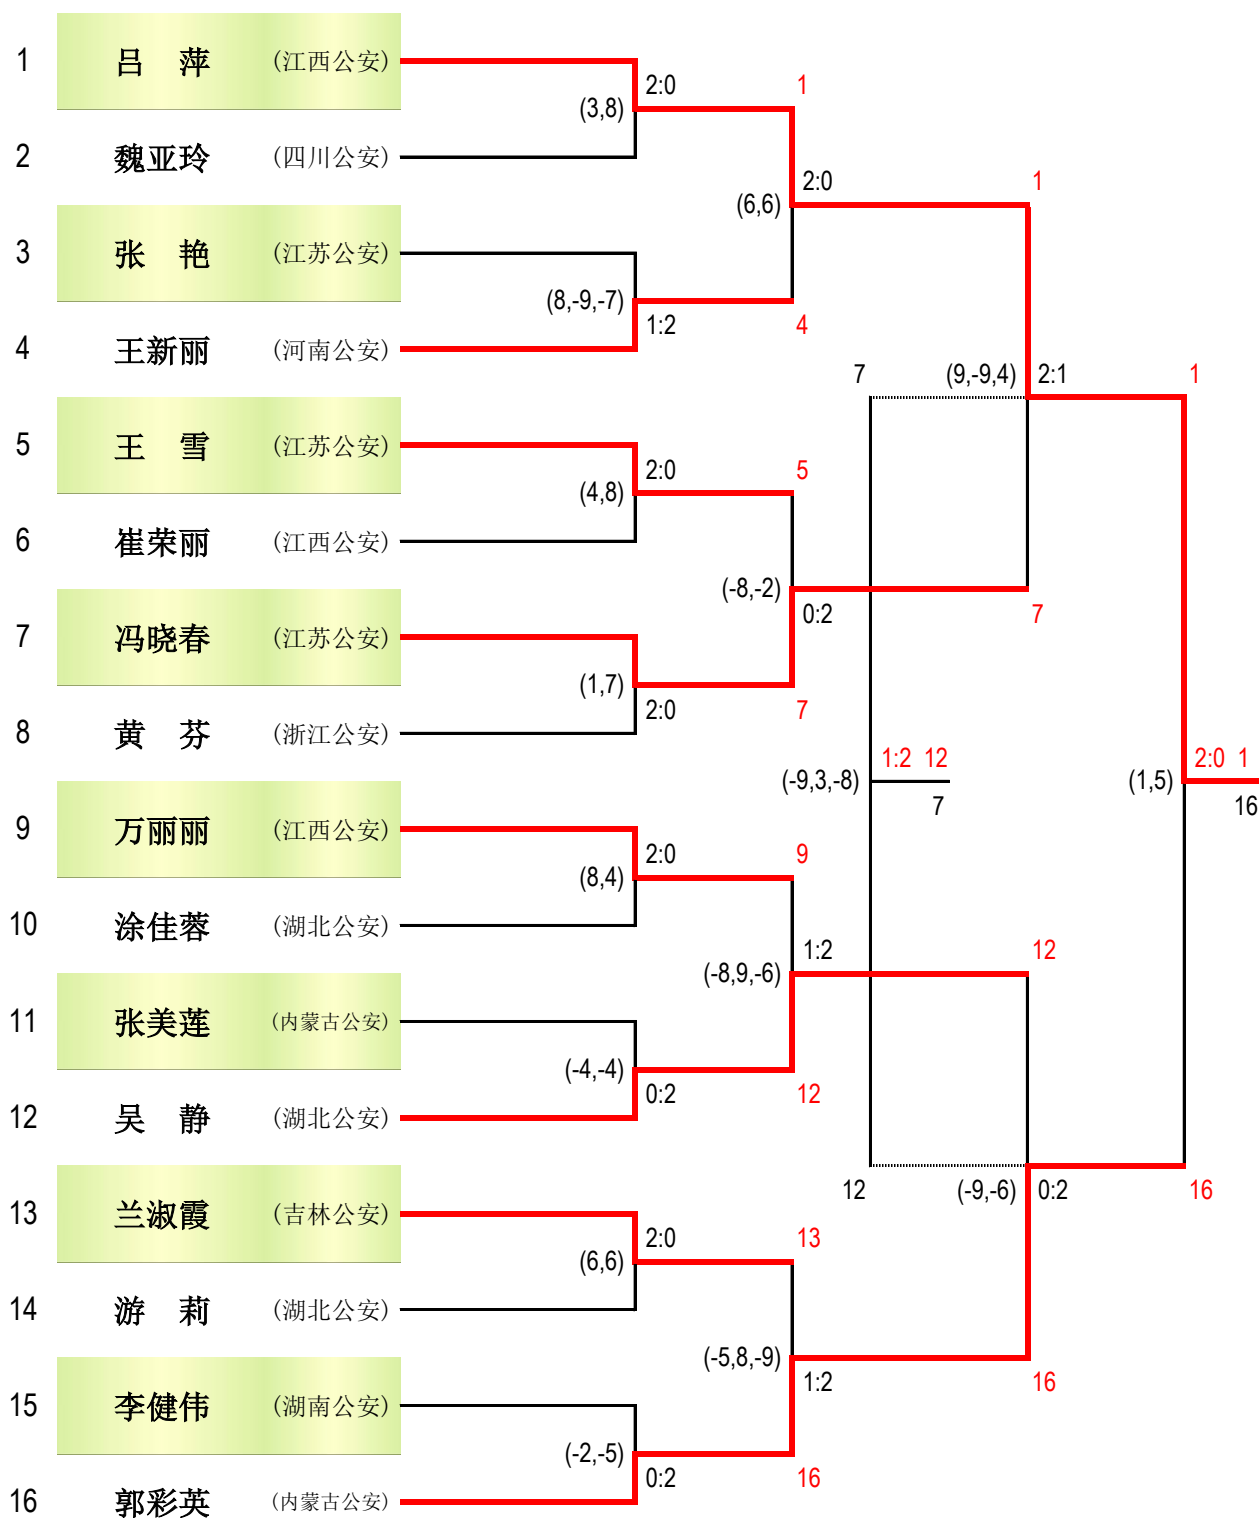 1 吕 萍 (江西公安)
2:0 1
(3,8)
2 魏亚玲 (四川公安)
2:0 1
(6,6)
3 张 艳 (江苏公安)
(8,-9,-7)
1:2 4
4 王新丽 (河南公安)
7 (9,-9,4) 2:1 1
5 王 雪 (江苏公安)
2:0 5
(4,8)
6 崔荣丽 (江西公安)
(-8,-2)
0:2 7
7 冯晓春 (江苏公安)
(1,7)
2:0 7
8 黄 芬 (浙江公安)
1:2 12 2:0 1
(-9,3,-8) (1,5)
7 16
9 万丽丽 (江西公安)
2:0 9
(8,4)
10 涂佳蓉 (湖北公安)
1:2 12
(-8,9,-6)
11 张美莲 (内蒙古公安)
(-4,-4)
0:2 12
12 吴 静 (湖北公安)
12 (-9,-6) 0:2 16
13 兰淑霞 (吉林公安)
2:0 13
(6,6)
14 游 莉 (湖北公安)
(-5,8,-9)
1:2 16
15 李健伟 (湖南公安)
(-2,-5)
0:2 16
16 郭彩英 (内蒙古公安)